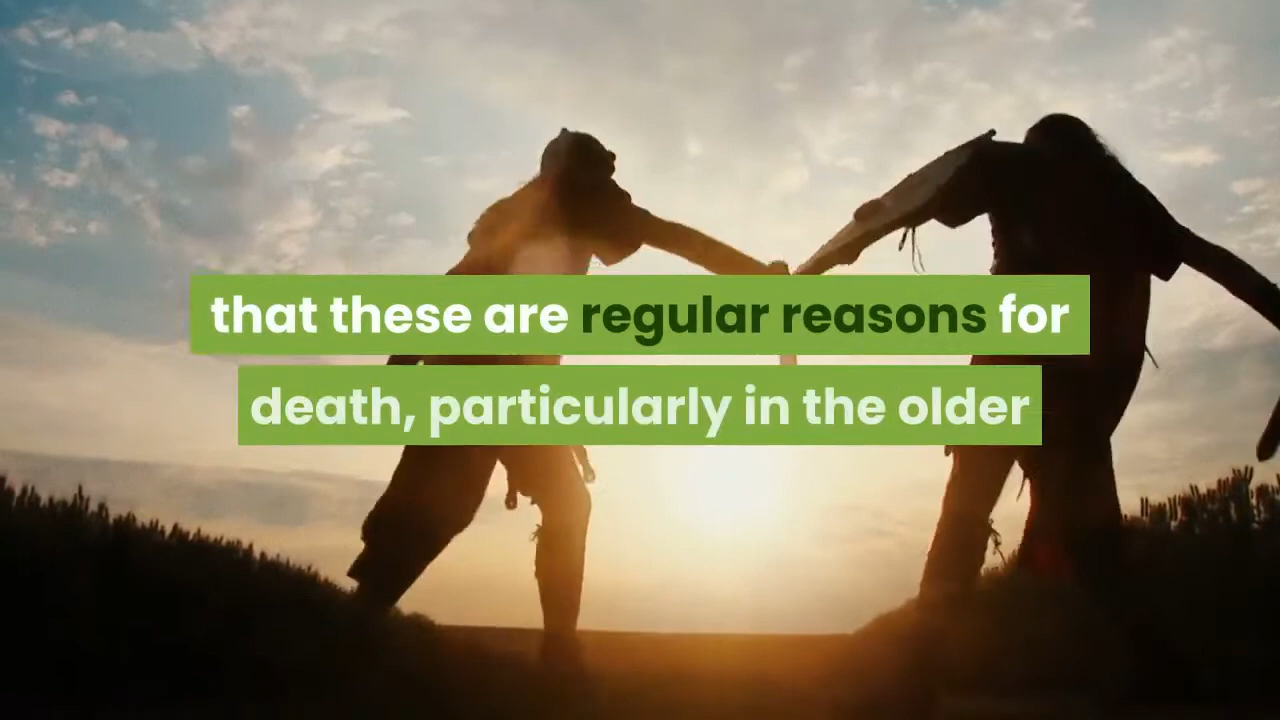 that these are regular reasons for
death, particularly in the older